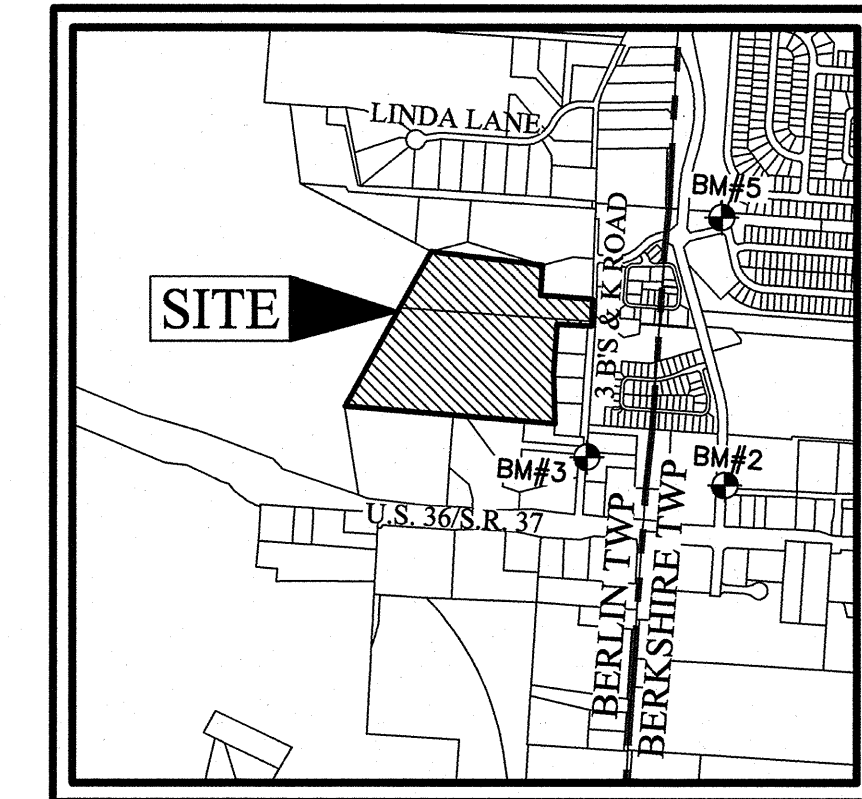 LINDA LANE
BM#5
3 B'S & K ROAD
SITE
BM#3
BM#2
U.S. 36/S.R. 37
BERLIN TWP
BERKSHIRE TWP